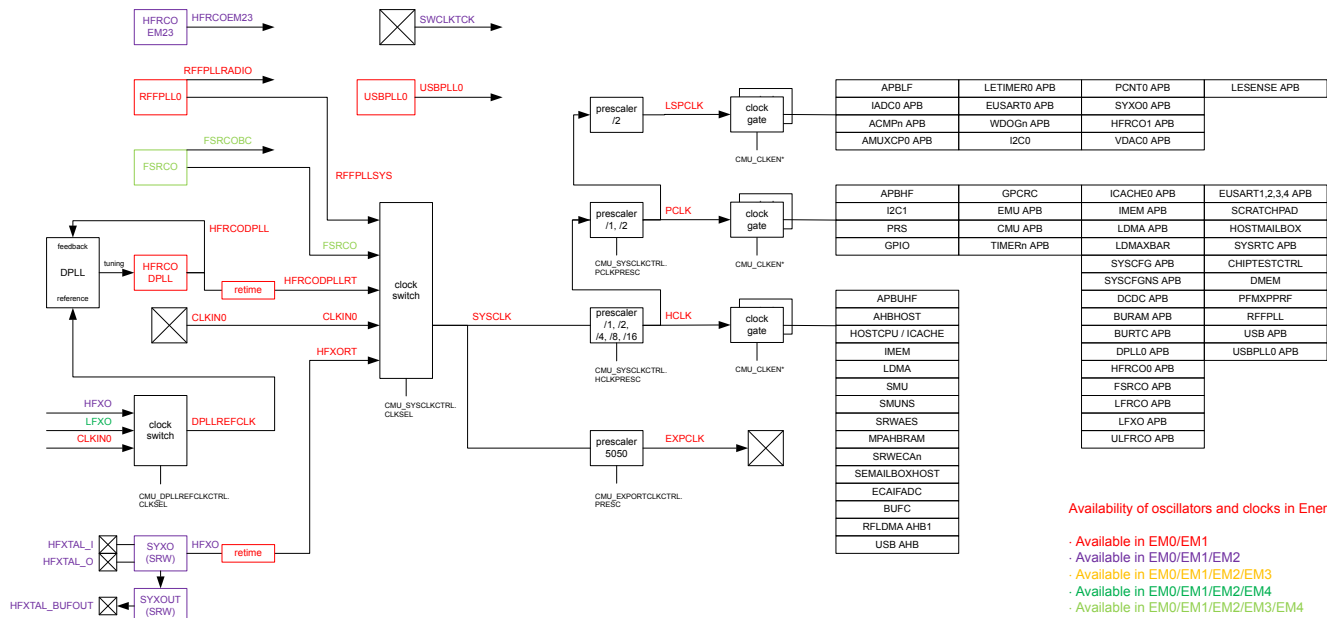 HFRCO
EM23
HFRCOEM23
SWCLKTCK
RFFPLLRADIO
RFFPLL0
USBPLL0
USBPLL0
FSRCOBC
FSRCO
RFFPLLSYS
FSRCO
HFRCODPLL
feedback
DPLL
reference
tuning
HFRCO
DPLL
retime
HFRCODPLLRT
CLKIN0
CLKIN0
HFXORT
clock
switch
CMU_SYSCLKCTRL.
CLKSEL
HFXO
LFXO
CLKIN0
clock
switch
DPLLREFCLK
CMU_DPLLREFCLKCTRL.
CLKSEL
HFXTAL_I
HFXTAL_O
SYXO
(SRW)
HFXO
retime
HFXTAL_BUFOUT
SYXOUT
(SRW)
SYSCLK
prescaler
/2
LSPCLK
clock
gate
CMU_CLKEN*
prescaler
/1, /2
PCLK
clock
gate
CMU_SYSCLKCTRL.
PCLKPRESC
CMU_CLKEN*
prescaler
/1, /2,
/4, /8, /16
HCLK
clock
gate
CMU_SYSCLKCTRL.
HCLKPRESC
CMU_CLKEN*
prescaler
5050
EXPCLK
CMU_EXPORTCLKCTRL.
PRESC
APBLF LETIMER0 APB PCNT0 APB LESENSE APB
IADC0 APB EUSART0 APB SYXO0 APB
ACMPn APB WDOGn APB HFRCO1 APB
AMUXCP0 APB I2C0 VDAC0 APB
APBHF GPCRC ICACHE0 APB EUSART1,2,3,4 APB
I2C1 EMU APB IMEM APB SCRATCHPAD
PRS CMU APB LDMA APB HOSTMAILBOX
GPIO TIMERn APB LDMAXBAR SYSRTC APB
SYSCFG APB CHIPTESTCTRL
SYSCFGNS APB DMEM
DCDC APB PFMXPPRF
BURAM APB RFFPLL
BURTC APB USB APB
DPLL0 APB USBPLL0 APB
HFRCO0 APB
FSRCO APB
LFRCO APB
LFXO APB
ULFRCO APB
APBUHF
AHBHOST
HOSTCPU / ICACHE
IMEM
LDMA
SMU
SMUNS
SRWAES
MPAHBRAM
SRWECAn
SEMAILBOXHOST
ECAIFADC
BUFC
RFLDMA AHB1
USB AHB
Availability of oscillators and clocks in Ener
· Available in EM0/EM1
· Available in EM0/EM1/EM2
· Available in EM0/EM1/EM2/EM3
· Available in EM0/EM1/EM2/EM4
· Available in EM0/EM1/EM2/EM3/EM4